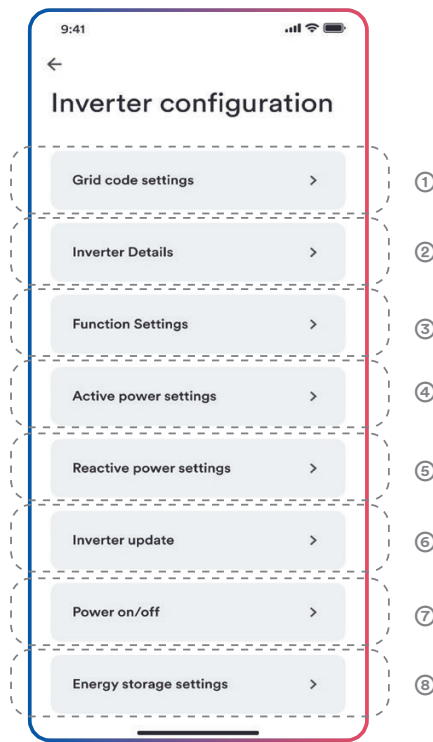 9:41
Inverter configuration
Grid code settings
①
Inverter Details
②
Function Settings
③
Active power settings
④
Reactive power settings
⑤
Inverter update
⑥
Power on/off
⑦
Energy storage settings
⑧